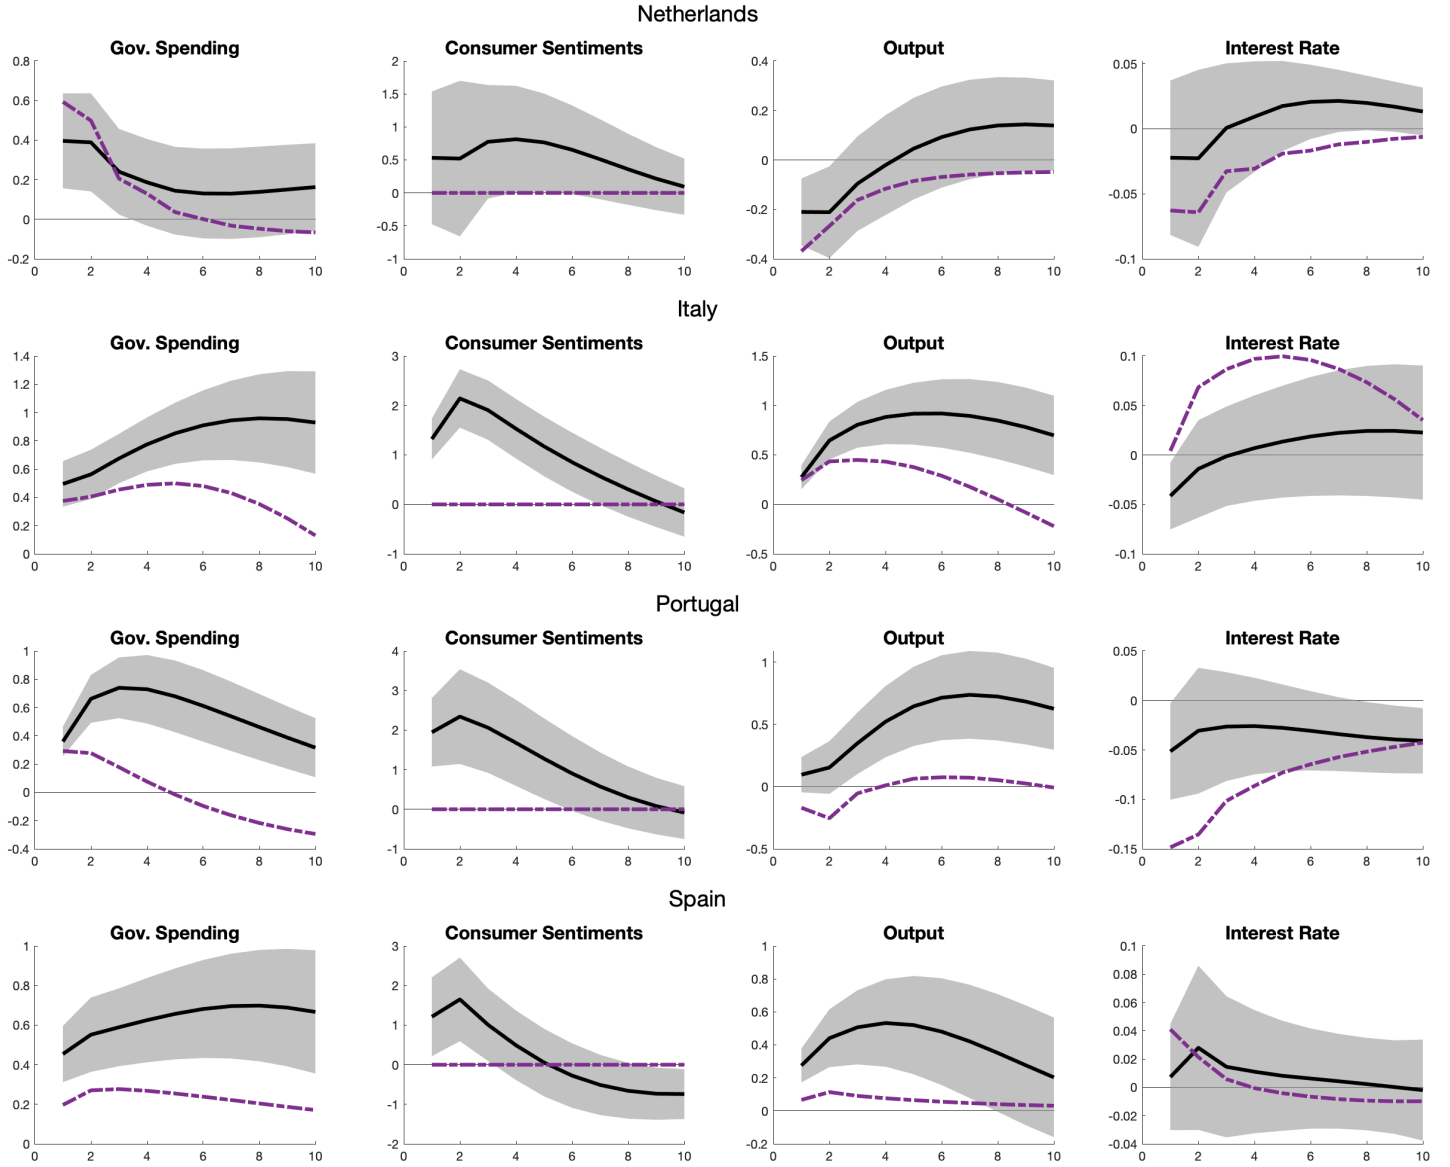 Netherlands
Gov. Spending Consumer Sentiments Output Interest Rate
0.8 2 0.4 0.05
0.6 1.5 0.2 0
0.4 1 0 -0.05
0.2 0.5 -0.2 -0.1
0 0 -0.4
-0.2 -0.5
-1
0 2 4 6 8 10 0 2 4 6 8 10 0 2 4 6 8 10 0 2 4 6 8 10
Italy
Gov. Spending Consumer Sentiments Output Interest Rate
1.4 3 1.5 0.1
1.2 2 1 0.05
1 1 0.5 0
0.8 0 0 -0.05
0.6 -1 -0.5 -0.1
0.4
0.2
0
0 2 4 6 8 10 0 2 4 6 8 10 0 2 4 6 8 10 0 2 4 6 8 10
Portugal
Gov. Spending Consumer Sentiments Output Interest Rate
1 4 1 0.05
0.8 3 0.5 0
0.6 2 0 -0.05
0.4 1 -0.5 -0.1
0.2 0 -0.15
0 -1
-0.2
-0.4
0 2 4 6 8 10 0 2 4 6 8 10 0 2 4 6 8 10 0 2 4 6 8 10
Spain
Gov. Spending Consumer Sentiments Output Interest Rate
1 3 1 0.1
0.8 2 0.8 0.08
0.6 1 0.6 0.06
0.4 0 0.4 0.04
0.2 -1 0.2 0.02
0 -2 0 0
-0.2 -0.02
-0.04
0 2 4 6 8 10 0 2 4 6 8 10 0 2 4 6 8 10 0 2 4 6 8 10